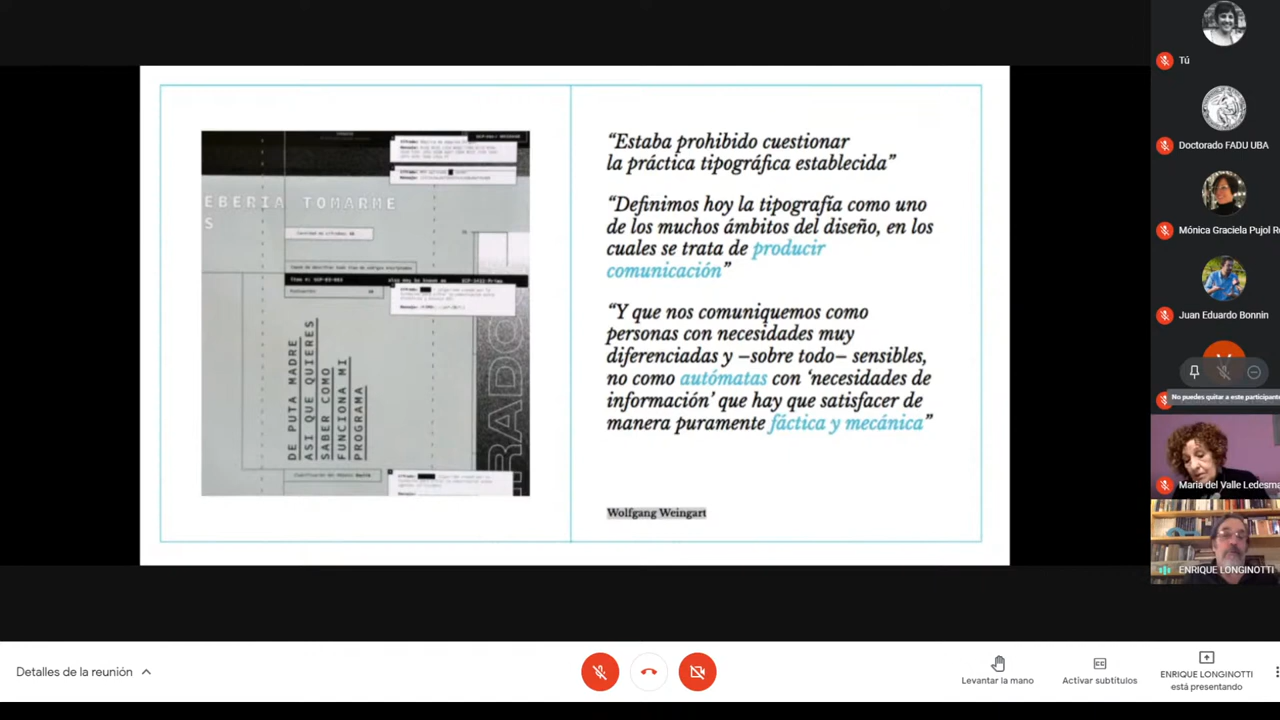 EBERIA TOMARME
S
DE PUTA MADRE
ASI QUE QUIERES
SABER COMO
FUNCIONA MI
PROGRAMA
RADO
“Estaba prohibido cuestionar
la práctica tipográfica establecida”
“Definimos hoy la tipografía como uno
de los muchos ámbitos del diseño, en los
cuales se trata de producir
comunicación”
“Y que nos comuniquemos como
personas con necesidades muy
diferenciadas y –sobre todo– sensibles,
no como autómatas con ‘necesidades de
información’ que hay que satisfacer de
manera puramente fáctica y mecánica”
Wolfgang Weingart
Tú
Doctorado FADU UBA
Mónica Graciela Pujol R
Juan Eduardo Bonnin
No puedes quitar a este participante
Maria del Valle Ledesma
ENRIQUE LONGINOTTI
Detalles de la reunión
Levantar la mano
Activar subtítulos
ENRIQUE LONGINOTTI
está presentando